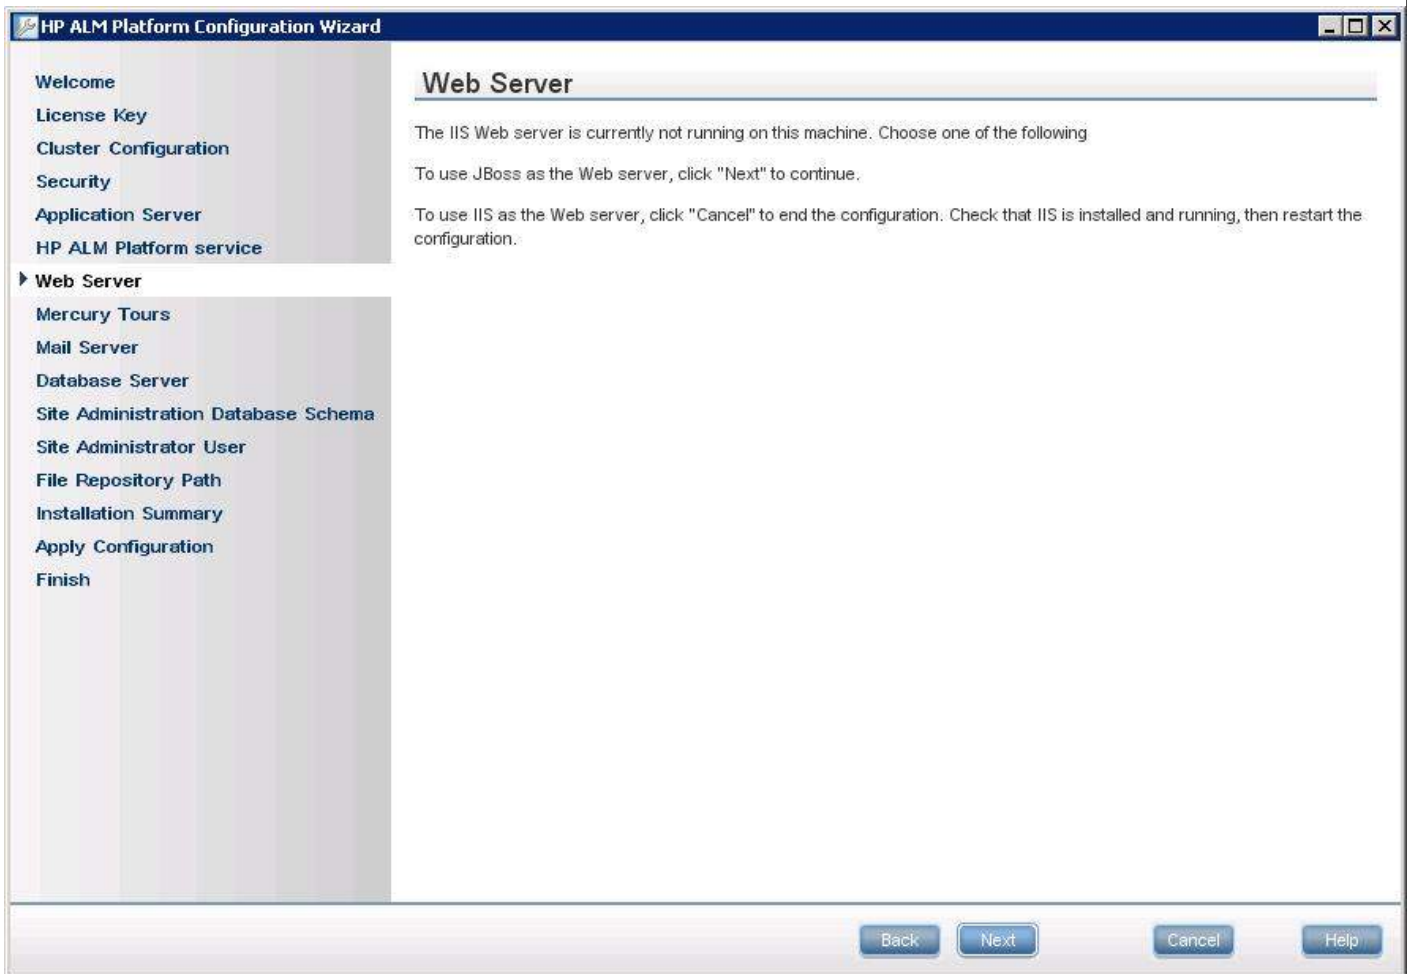 HP ALM Platform Configuration Wizard
Welcome
License Key
Cluster Configuration
Security
Application Server
HP ALM Platform service
Web Server
Mercury Tours
Mail Server
Database Server
Site Administration Database Schema
Site Administrator User
File Repository Path
Installation Summary
Apply Configuration
Finish
Web Server
The IIS Web server is currently not running on this machine. Choose one of the following
To use JBoss as the Web server, click "Next" to continue.
To use IIS as the Web server, click "Cancel" to end the configuration. Check that IIS is installed and running, then restart the
configuration.
Back
Next
Cancel
Help